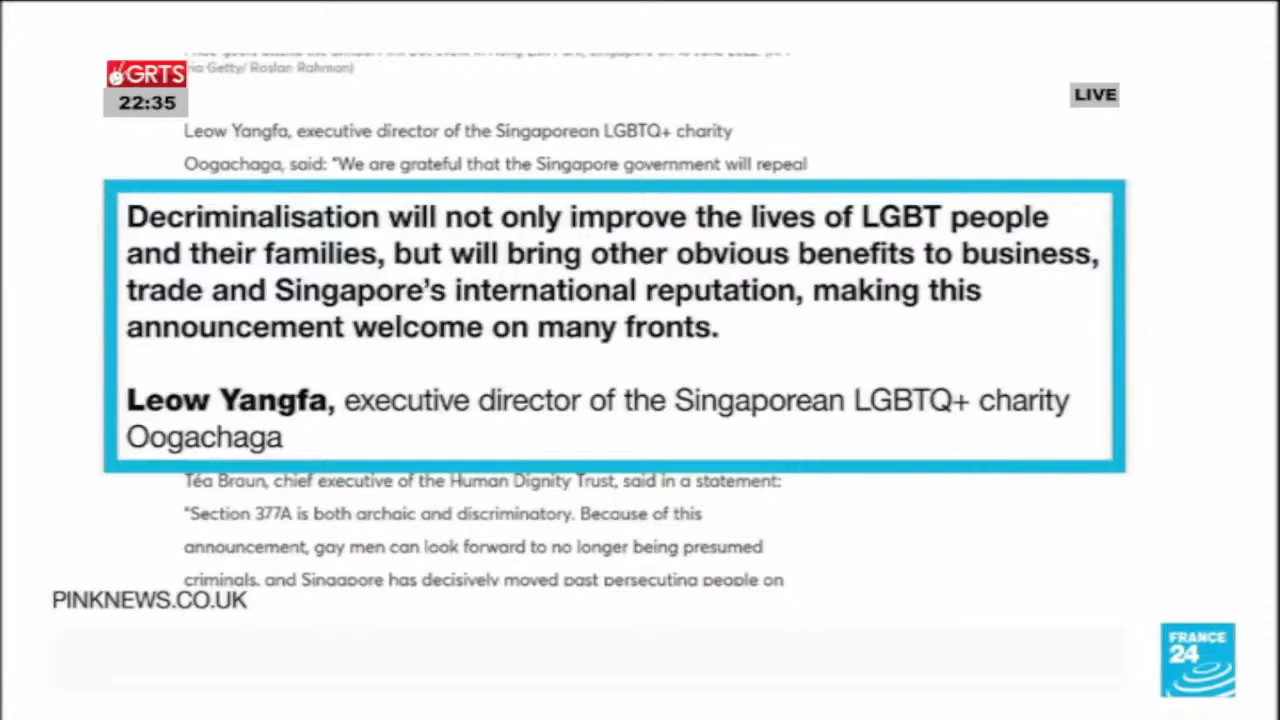 GRTS
22:35
LIVE
Getty/ Roslan Rahman)
Leow Yangfa, executive director of the Singaporean LGBTQ+ charity
Oogachaga, said: "We are grateful that the Singapore government will repeal
Decriminalisation will not only improve the lives of LGBT people
and their families, but will bring other obvious benefits to business,
trade and Singapore's international reputation, making this
announcement welcome on many fronts.
Leow Yangfa, executive director of the Singaporean LGBTQ+ charity
Oogachaga
Téa Braun, chief executive of the Human Dignity Trust, said in a statement:
"Section 377A is both archaic and discriminatory. Because of this
announcement, gay men can look forward to no longer being presumed
criminals, and Singapore has decisively moved past persecuting people on
PINKNEWS.CO.UK
FRANCE
24